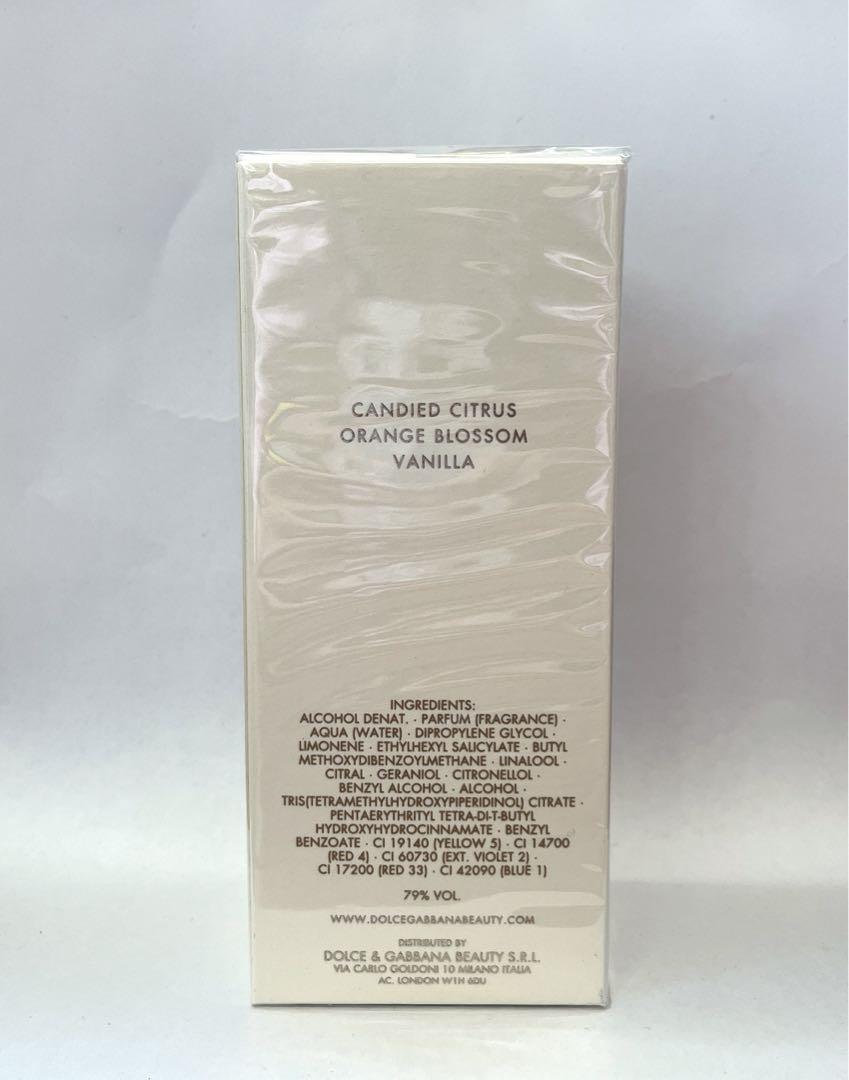 CANDIED CITRUS
ORANGE BLOSSOM
VANILLA
INGREDIENTS:
ALCOHOL DENAT. · PARFUM (FRAGRANCE) ·
AQUA (WATER) · DIPROPYLENE GLYCOL ·
LIMONENE · ETHYLHEXYL SALICYLATE · BUTYL
METHOXYDIBENZOYLMETHANE · LINALOOL ·
CITRAL · GERANIOL · CITRONELLOL ·
BENZYL ALCOHOL · ALCOHOL ·
TRIS(TETRAMETHYLHYDROXYPIPERIDINOL) CITRATE ·
PENTAERYTHRITYL TETRA-DI-T-BUTYL
HYDROXYHYDROCINNAMATE · BENZYL
BENZOATE · CI 19140 (YELLOW 5) · CI 14700
(RED 4) · CI 60730 (EXT. VIOLET 2) ·
CI 17200 (RED 33) · CI 42090 (BLUE 1)
79% VOL.
WWW.DOLCEGABBANABEAUTY.COM
DISTRIBUTED BY
DOLCE & GABBANA BEAUTY S.R.L.
VIA CARLO GOLDONI 10 MILANO ITALIA
AC. LONDON W1H 6DU